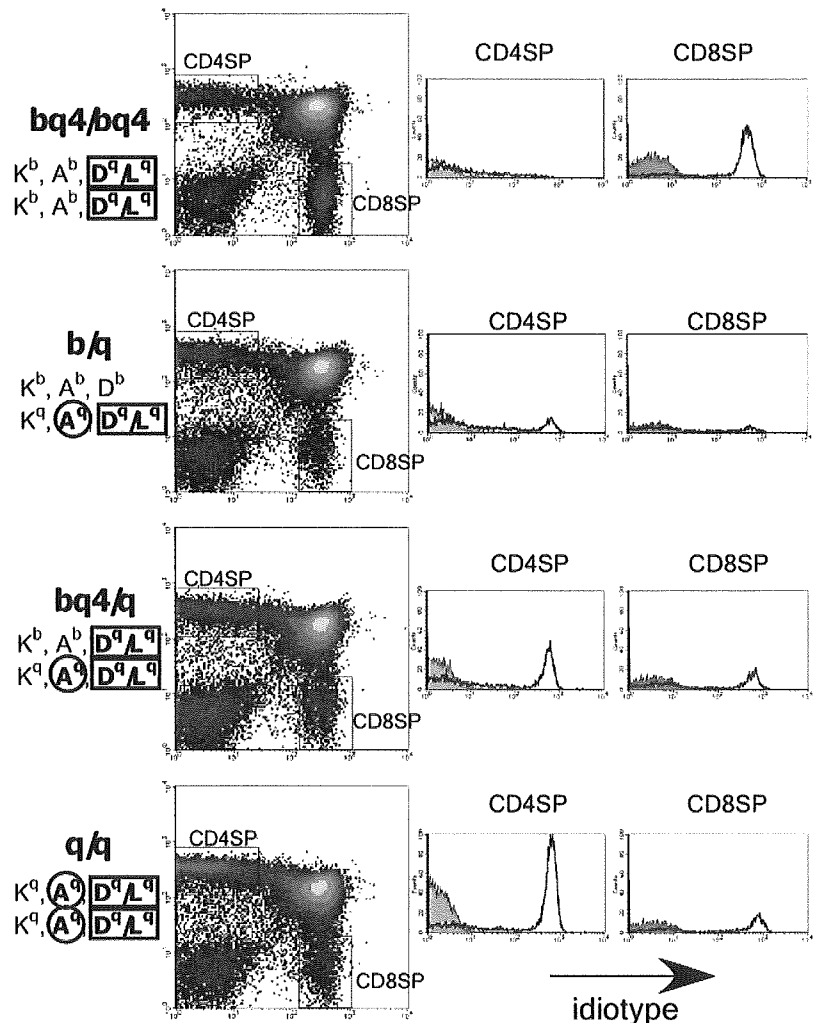 CD4SP
CD4SP
CD8SP
bq4/bq4
K^b, A^b, D^q/L^q
K^b, A^b, D^q/L^q
CD8SP
CD4SP
CD4SP
CD8SP
b/q
K^b, A^b, D^b
K^q, A^q, D^q/L^q
CD8SP
CD4SP
CD4SP
CD8SP
bq4/q
K^b, A^b, D^q/L^q
K^q, A^q, D^q/L^q
CD8SP
CD4SP
CD4SP
CD8SP
q/q
K^q, A^q, D^q/L^q
K^q, A^q, D^q/L^q
CD8SP
idiotype